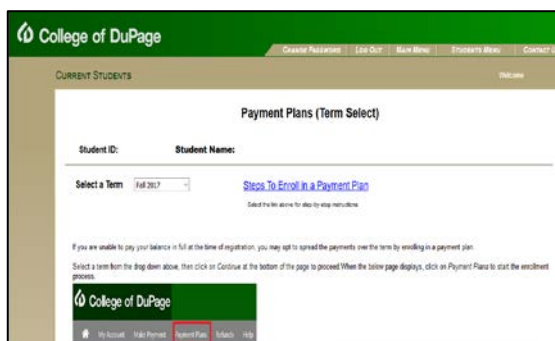 College of DuPage
CHANGE PASSWORD LOG OUT MAIN MENU STUDENTS MENU CONTACT U
CURRENT STUDENTS Welcome
Payment Plans (Term Select)
Student ID: Student Name:
Select a Term Fall 2017 Steps To Enroll in a Payment Plan
Select the link above for step-by-step instructions
If you are unable to pay your balance in full at the time of registration, you may opt to spread the payments over the term by enrolling in a payment plan.
Select a term from the drop down above, then click on Continue at the bottom of the page to proceed.When the below page displays, click on Payment Plans to start the enrollment
process.
College of DuPage
My Account Make Payment Payment Plans Refunds Help